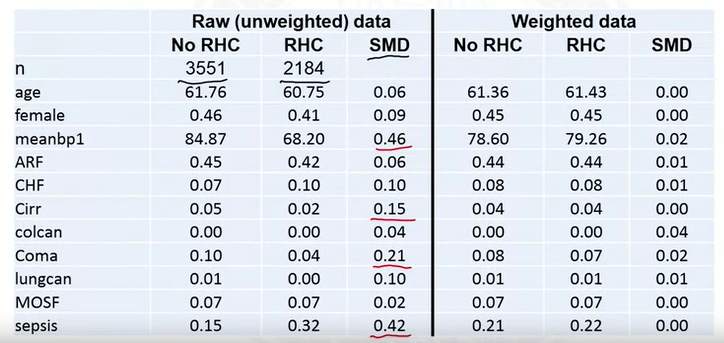 Raw (unweighted) data Weighted data
No RHC RHC SMD No RHC RHC SMD
n 3551 2184
age 61.76 60.75 0.06 61.36 61.43 0.00
female 0.46 0.41 0.09 0.45 0.45 0.00
meanbp1 84.87 68.20 0.46 78.60 79.26 0.02
ARF 0.45 0.42 0.06 0.44 0.44 0.01
CHF 0.07 0.10 0.10 0.08 0.08 0.01
Cirr 0.05 0.02 0.15 0.04 0.04 0.00
colcan 0.00 0.00 0.04 0.00 0.00 0.04
Coma 0.10 0.04 0.21 0.08 0.07 0.02
lungcan 0.01 0.00 0.10 0.01 0.01 0.01
MOSF 0.07 0.07 0.02 0.07 0.07 0.00
sepsis 0.15 0.32 0.42 0.21 0.22 0.00